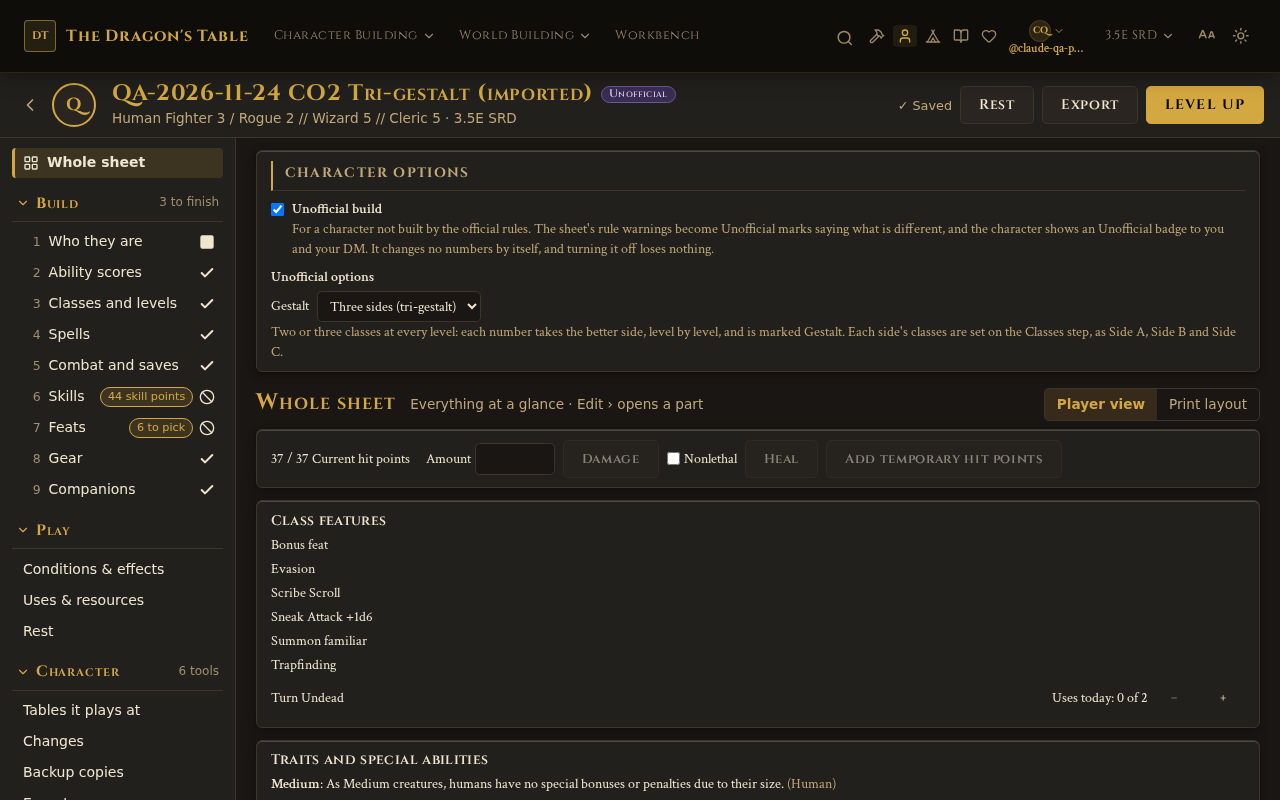 DT The Dragon's Table Character Building World Building Workbench CQ 3.5E SRD AA
@claude-qa-p...
Q QA-2026-11-24 CO2 Tri-gestalt (imported) Unofficial
Human Fighter 3 / Rogue 2 // Wizard 5 // Cleric 5 · 3.5E SRD
✓ Saved Rest Export Level Up
Whole sheet
Build 3 to finish
1 Who they are
2 Ability scores
3 Classes and levels
4 Spells
5 Combat and saves
6 Skills 44 skill points
7 Feats 6 to pick
8 Gear
9 Companions
Play
Conditions & effects
Uses & resources
Rest
Character 6 tools
Tables it plays at
Changes
Backup copies
Character Options
Unofficial build
For a character not built by the official rules. The sheet's rule warnings become Unofficial marks saying what is different, and the character shows an Unofficial badge to you
and your DM. It changes no numbers by itself, and turning it off loses nothing.
Unofficial options
Gestalt Three sides (tri-gestalt)
Two or three classes at every level: each number takes the better side, level by level, and is marked Gestalt. Each side's classes are set on the Classes step, as Side A, Side B and Side
C.
Whole sheet Everything at a glance · Edit › opens a part Player view Print layout
37 / 37 Current hit points Amount Damage Nonlethal Heal Add temporary hit points
Class features
Bonus feat
Evasion
Scribe Scroll
Sneak Attack +1d6
Summon familiar
Trapfinding
Turn Undead Uses today: 0 of 2 − +
Traits and special abilities
Medium: As Medium creatures, humans have no special bonuses or penalties due to their size. (Human)